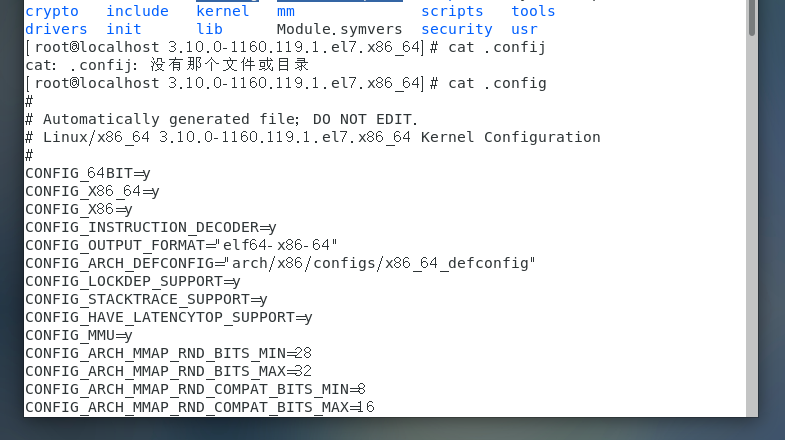 crypto include kernel mm scripts tools
drivers init lib Module.symvers security usr
[root@localhost 3.10.0-1160.119.1.el7.x86_64]# cat .confij
cat: .confij: 没有那个文件或目录
[root@localhost 3.10.0-1160.119.1.el7.x86_64]# cat .config
#
# Automatically generated file; DO NOT EDIT.
# Linux/x86_64 3.10.0-1160.119.1.el7.x86_64 Kernel Configuration
#
CONFIG_64BIT=y
CONFIG_X86_64=y
CONFIG_X86=y
CONFIG_INSTRUCTION_DECODER=y
CONFIG_OUTPUT_FORMAT="elf64-x86-64"
CONFIG_ARCH_DEFCONFIG="arch/x86/configs/x86_64_defconfig"
CONFIG_LOCKDEP_SUPPORT=y
CONFIG_STACKTRACE_SUPPORT=y
CONFIG_HAVE_LATENCYTOP_SUPPORT=y
CONFIG_MMU=y
CONFIG_ARCH_MMAP_RND_BITS_MIN=28
CONFIG_ARCH_MMAP_RND_BITS_MAX=32
CONFIG_ARCH_MMAP_RND_COMPAT_BITS_MIN=8
CONFIG_ARCH_MMAP_RND_COMPAT_BITS_MAX=16